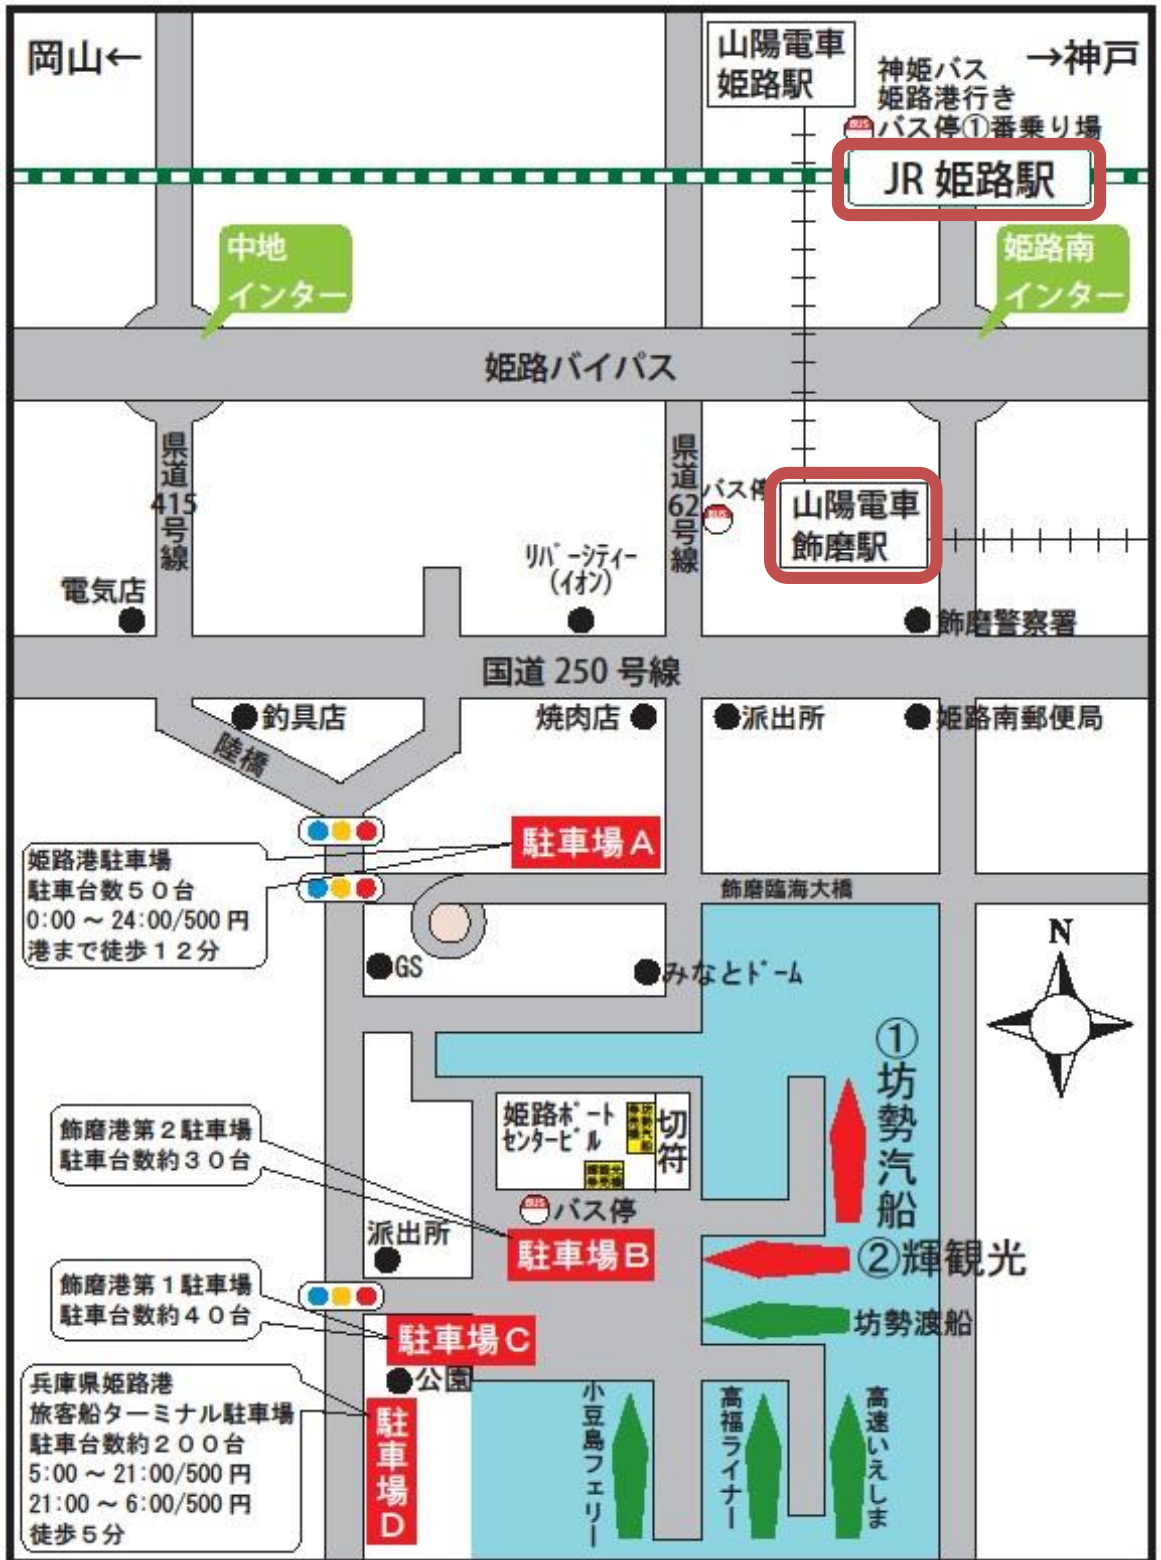 岡山←
山陽電車
姫路駅
→神戸
神姫バス
姫路港行き
BUS
バス停①番乗り場
JR 姫路駅
中地
インター
姫路南
インター
姫路バイパス
県道415号線
県道62号線
バス停
BUS
山陽電車
飾磨駅
リバーシティー
(イオン)
電気店
飾磨警察署
国道 250 号線
釣具店
焼肉店
派出所
姫路南郵便局
陸橋
駐車場A
姫路港駐車場
駐車台数50台
0:00 ～ 24:00/500 円
港まで徒歩12分
飾磨臨海大橋
GS
みなとドーム
N
①坊勢汽船
姫路ポート
センタービル
切符
飾磨港第2駐車場
駐車台数約30台
BUS
バス停
派出所
駐車場B
②輝観光
飾磨港第1駐車場
駐車台数約40台
坊勢渡船
駐車場C
公園
兵庫県姫路港
旅客船ターミナル駐車場
駐車台数約200台
5:00 ～ 21:00/500 円
21:00 ～ 6:00/500 円
徒歩5分
駐車場D
小豆島フェリー
高福ライナー
高速いえしま